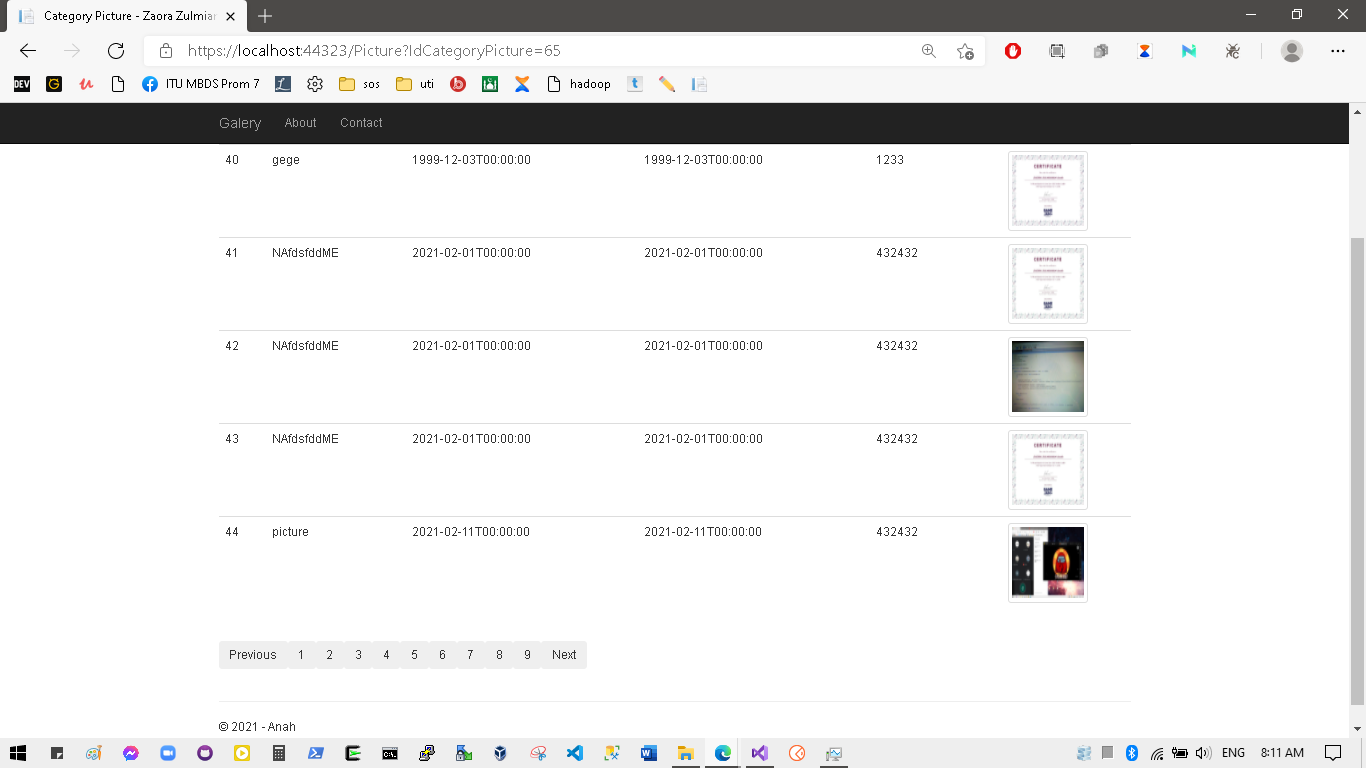 Category Picture - Zaora Zulmiar
https://localhost:44323/Picture?IdCategoryPicture=65
DEV G ITU MBDS Prom 7 sos uti hadoop
Galery About Contact
40 gege 1999-12-03T00:00:00 1999-12-03T00:00:00 1233
CERTIFICATE
41 NAfdsfddME 2021-02-01T00:00:00 2021-02-01T00:00:00 432432
CERTIFICATE
42 NAfdsfddME 2021-02-01T00:00:00 2021-02-01T00:00:00 432432
43 NAfdsfddME 2021-02-01T00:00:00 2021-02-01T00:00:00 432432
CERTIFICATE
44 picture 2021-02-11T00:00:00 2021-02-11T00:00:00 432432
Previous 1 2 3 4 5 6 7 8 9 Next
© 2021 - Anah
ENG 8:11 AM